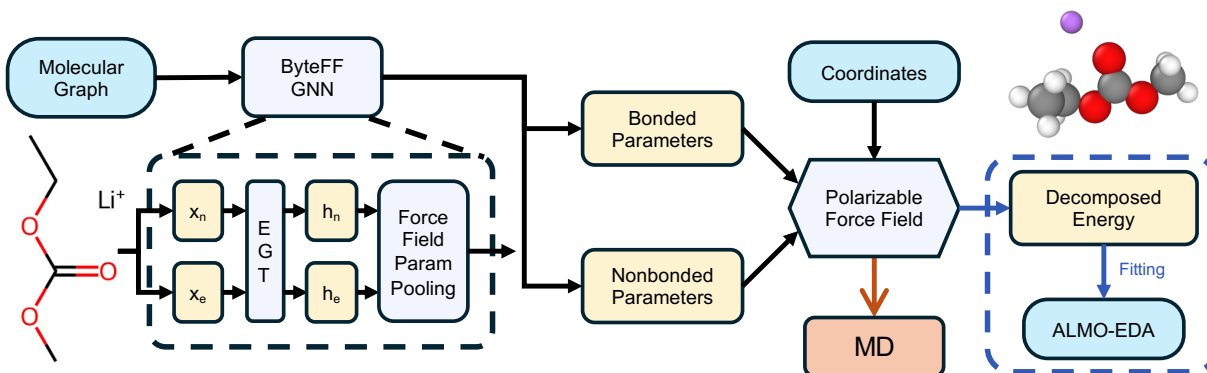 Molecular
Graph
ByteFF
GNN
Coordinates
Bonded
Parameters
Li⁺
xₙ
xₑ
E
G
T
hₙ
hₑ
Force
Field
Param
Pooling
O
O
O
Nonbonded
Parameters
Polarizable
Force Field
MD
Decomposed
Energy
Fitting
ALMO-EDA